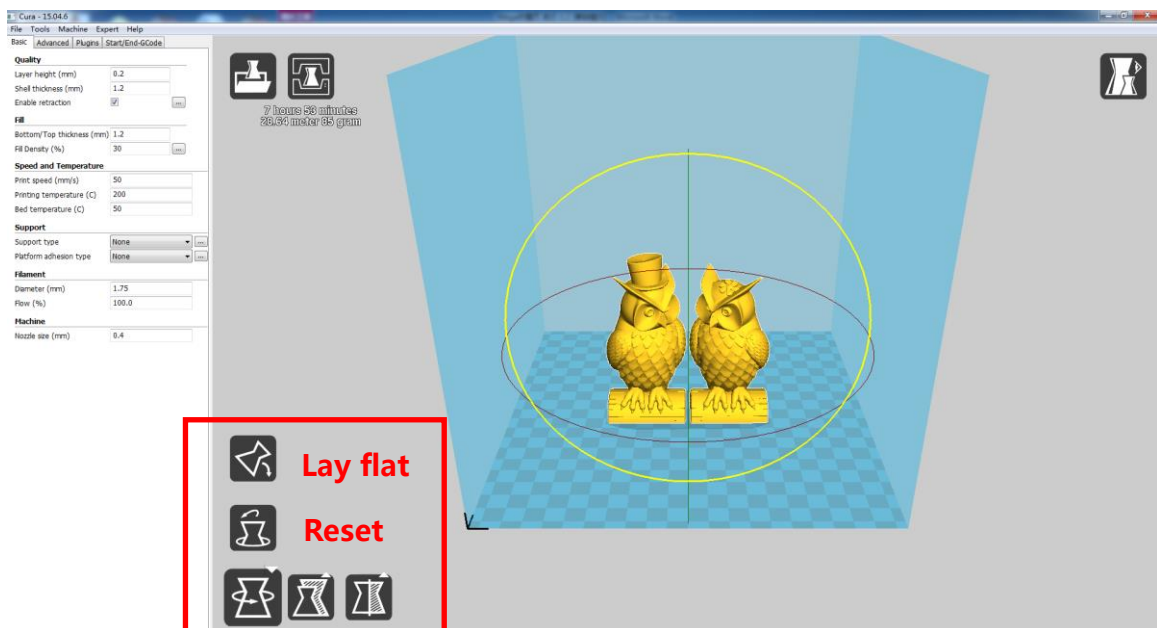 Cura - 15.04.6
File Tools Machine Expert Help
Basic Advanced Plugins Start/End-GCode
Quality
Layer height (mm) 0.2
Shell thickness (mm) 1.2
Enable retraction ...
Fill
Bottom/Top thickness (mm) 1.2
Fill Density (%) 30 ...
Speed and Temperature
Print speed (mm/s) 50
Printing temperature (C) 200
Bed temperature (C) 50
Support
Support type None ...
Platform adhesion type None ...
Filament
Diameter (mm) 1.75
Flow (%) 100.0
Machine
Nozzle size (mm) 0.4
7 hours 53 minutes
28.64 meter 85 gram
Lay flat
Reset